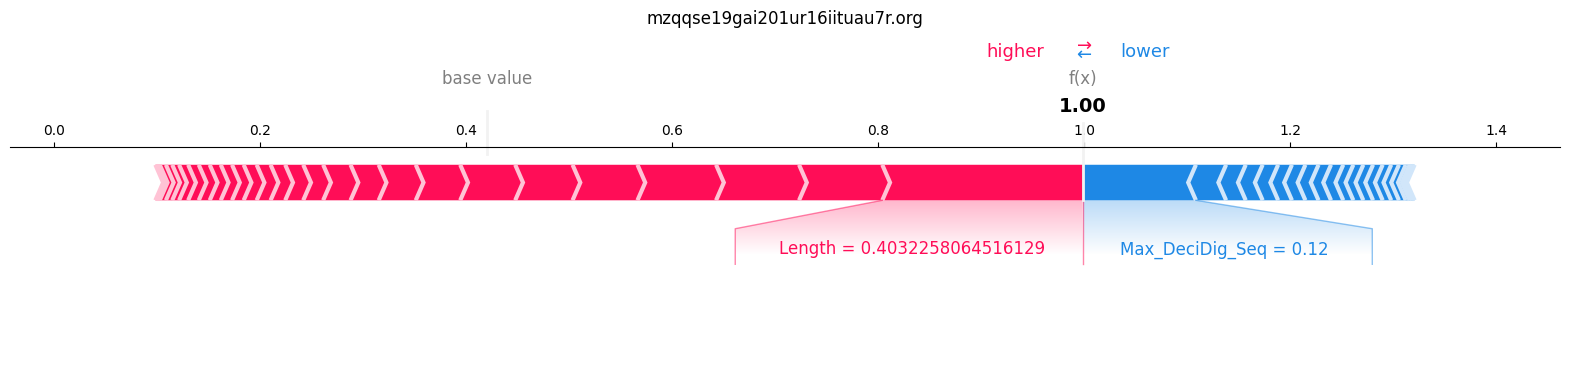 mzqqse19gai201ur16iituau7r.org
higher → ← lower
base value f(x)
1.00
0.0 0.2 0.4 0.6 0.8 1.0 1.2 1.4
Length = 0.4032258064516129 Max_DeciDig_Seq = 0.12